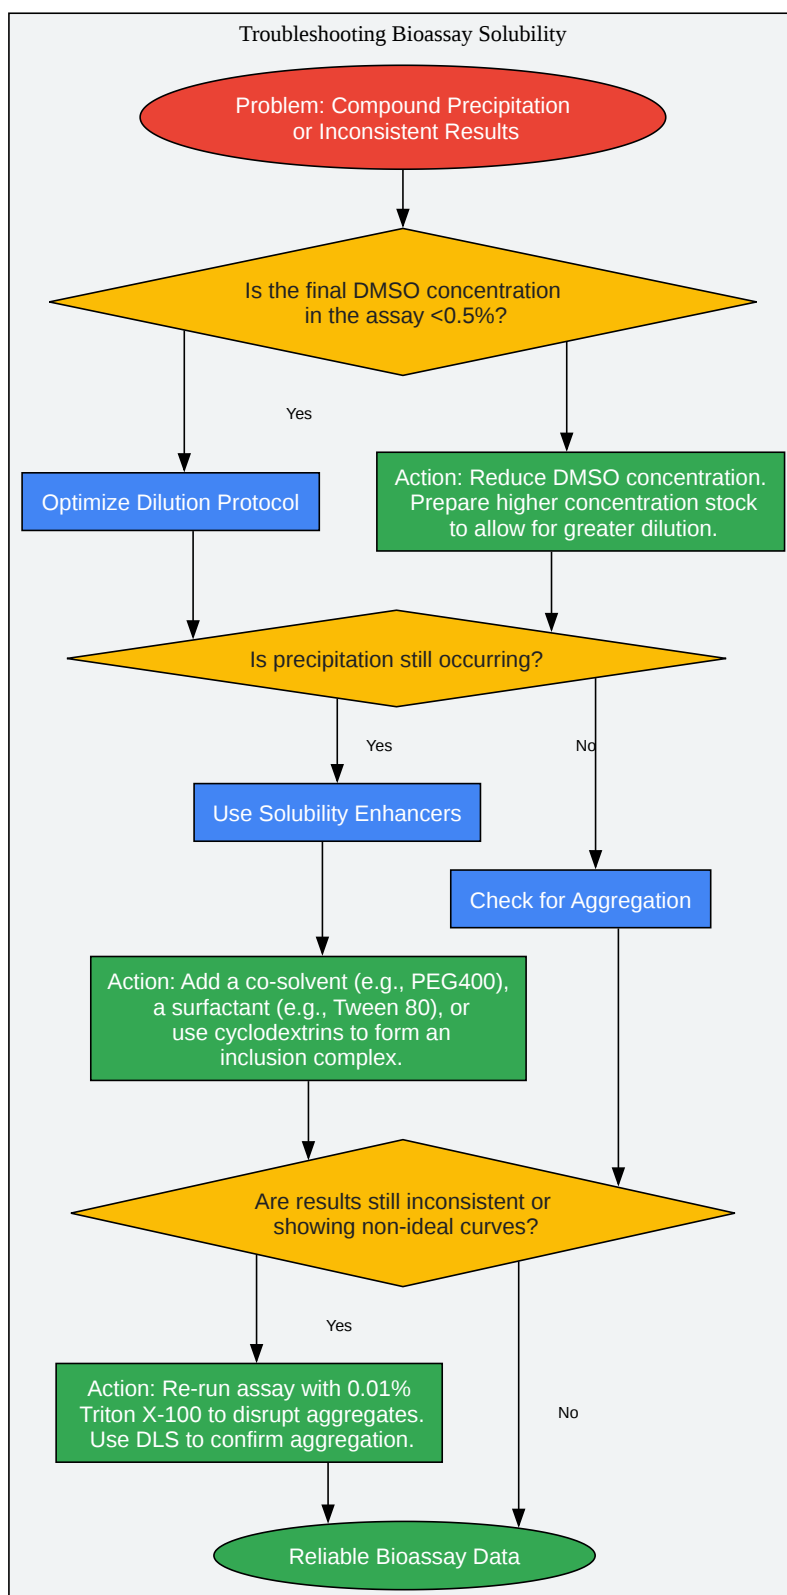 Troubleshooting Bioassay Solubility
Problem: Compound Precipitation
or Inconsistent Results
Is the final DMSO concentration
in the assay <0.5%?
Yes
Optimize Dilution Protocol
Action: Reduce DMSO concentration.
Prepare higher concentration stock
to allow for greater dilution.
Is precipitation still occurring?
Yes
No
Use Solubility Enhancers
Check for Aggregation
Action: Add a co-solvent (e.g., PEG400),
a surfactant (e.g., Tween 80), or
use cyclodextrins to form an
inclusion complex.
Are results still inconsistent or
showing non-ideal curves?
Yes
Action: Re-run assay with 0.01%
Triton X-100 to disrupt aggregates.
Use DLS to confirm aggregation.
No
Reliable Bioassay Data